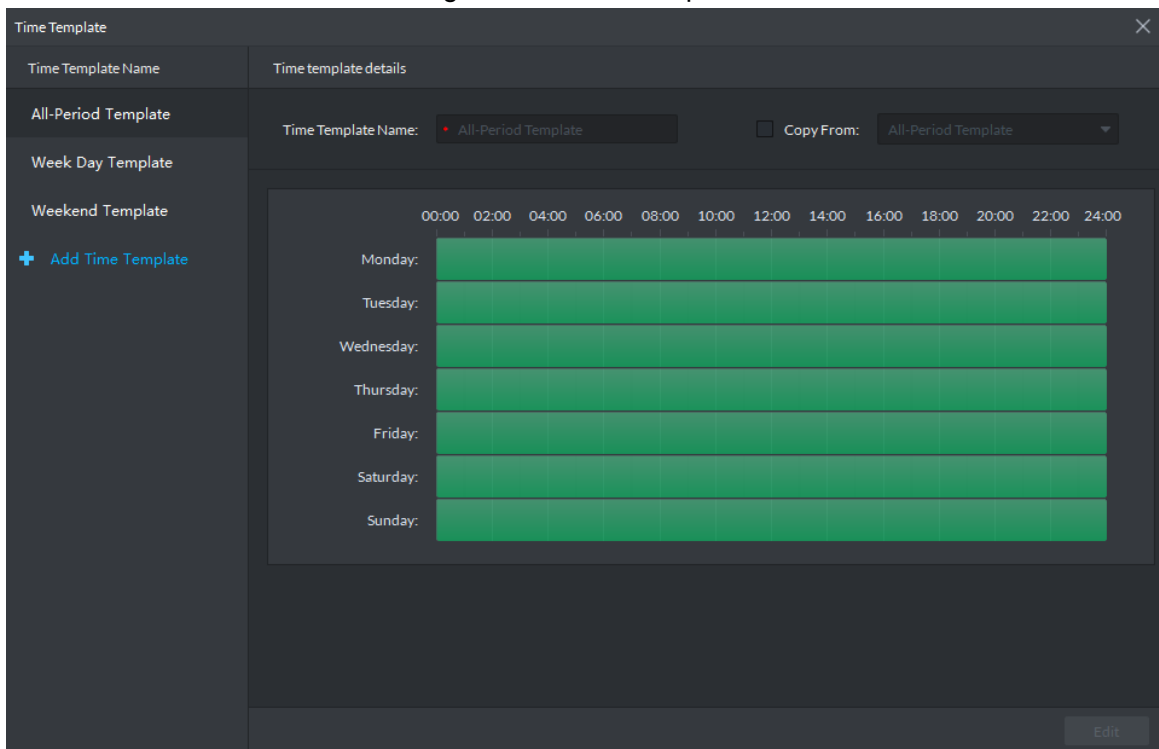 Time Template
Time Template Name
Time template details
All-Period Template
Week Day Template
Weekend Template
Add Time Template
Time Template Name: • All-Period Template Copy From: All-Period Template
00:00 02:00 04:00 06:00 08:00 10:00 12:00 14:00 16:00 18:00 20:00 22:00 24:00
Monday:
Tuesday:
Wednesday:
Thursday:
Friday:
Saturday:
Sunday:
Edit